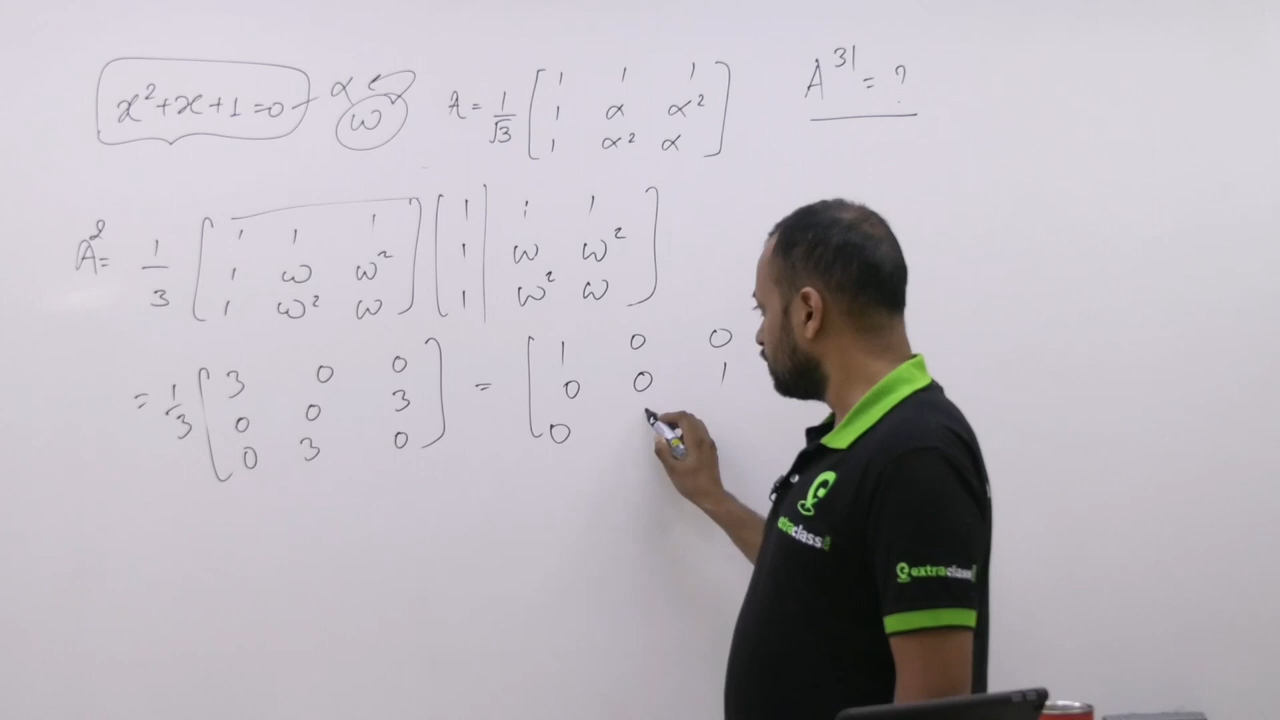 x²+x+1=0 α ω A = 1/√3 [1 1 1; 1 α α²; 1 α² α] A³¹ = ?
A² = 1/3 [1 1 1; 1 ω ω²; 1 ω² ω] [1 1 1; 1 ω ω²; 1 ω² ω]
= 1/3 [3 0 0; 0 0 3; 0 3 0] = [1 0 0; 0 0 1; 0
extraclass
extraclass